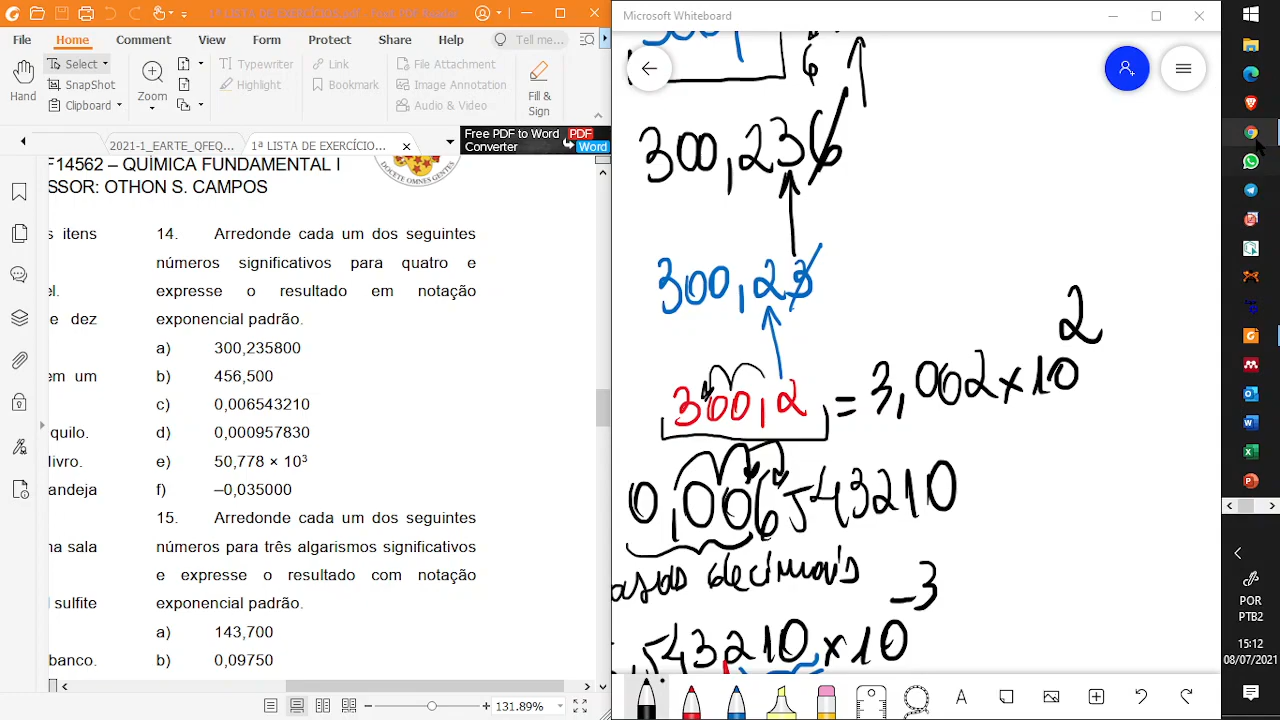 1ª LISTA DE EXERCÍCIOS.pdf - Foxit PDF Reader
File Home Comment View Form Protect Share Help Tell me...
Hand
Select
SnapShot
Clipboard
Zoom
Typewriter
Highlight
Link
Bookmark
File Attachment
Image Annotation
Audio & Video
Fill &
Sign
2021-1_EARTE_QFEQ...
1ª LISTA DE EXERCÍCIO...
Free PDF to Word PDF
Converter Word
F14562 – QUÍMICA FUNDAMENTAL I
SSOR: OTHON S. CAMPOS
DOCETE OMNES GENTES
s itens
el.
e dez
em um
quilo.
livro.
andeja
na sala
sulfite
banco.
14. Arredonde cada um dos seguintes
números significativos para quatro e
expresse o resultado em notação
exponencial padrão.
a) 300,235800
b) 456,500
c) 0,006543210
d) 0,000957830
e) 50,778 × 10³
f) –0,035000
15. Arredonde cada um dos seguintes
números para três algarismos significativos
e expresse o resultado com notação
exponencial padrão.
a) 143,700
b) 0,09750
131.89%
Microsoft Whiteboard
6
300,236
300,23
300,2 = 3,002 x 10²
0,006543210
asas decimais
,543210 x 10⁻³
POR
PTB2
15:12
08/07/2021